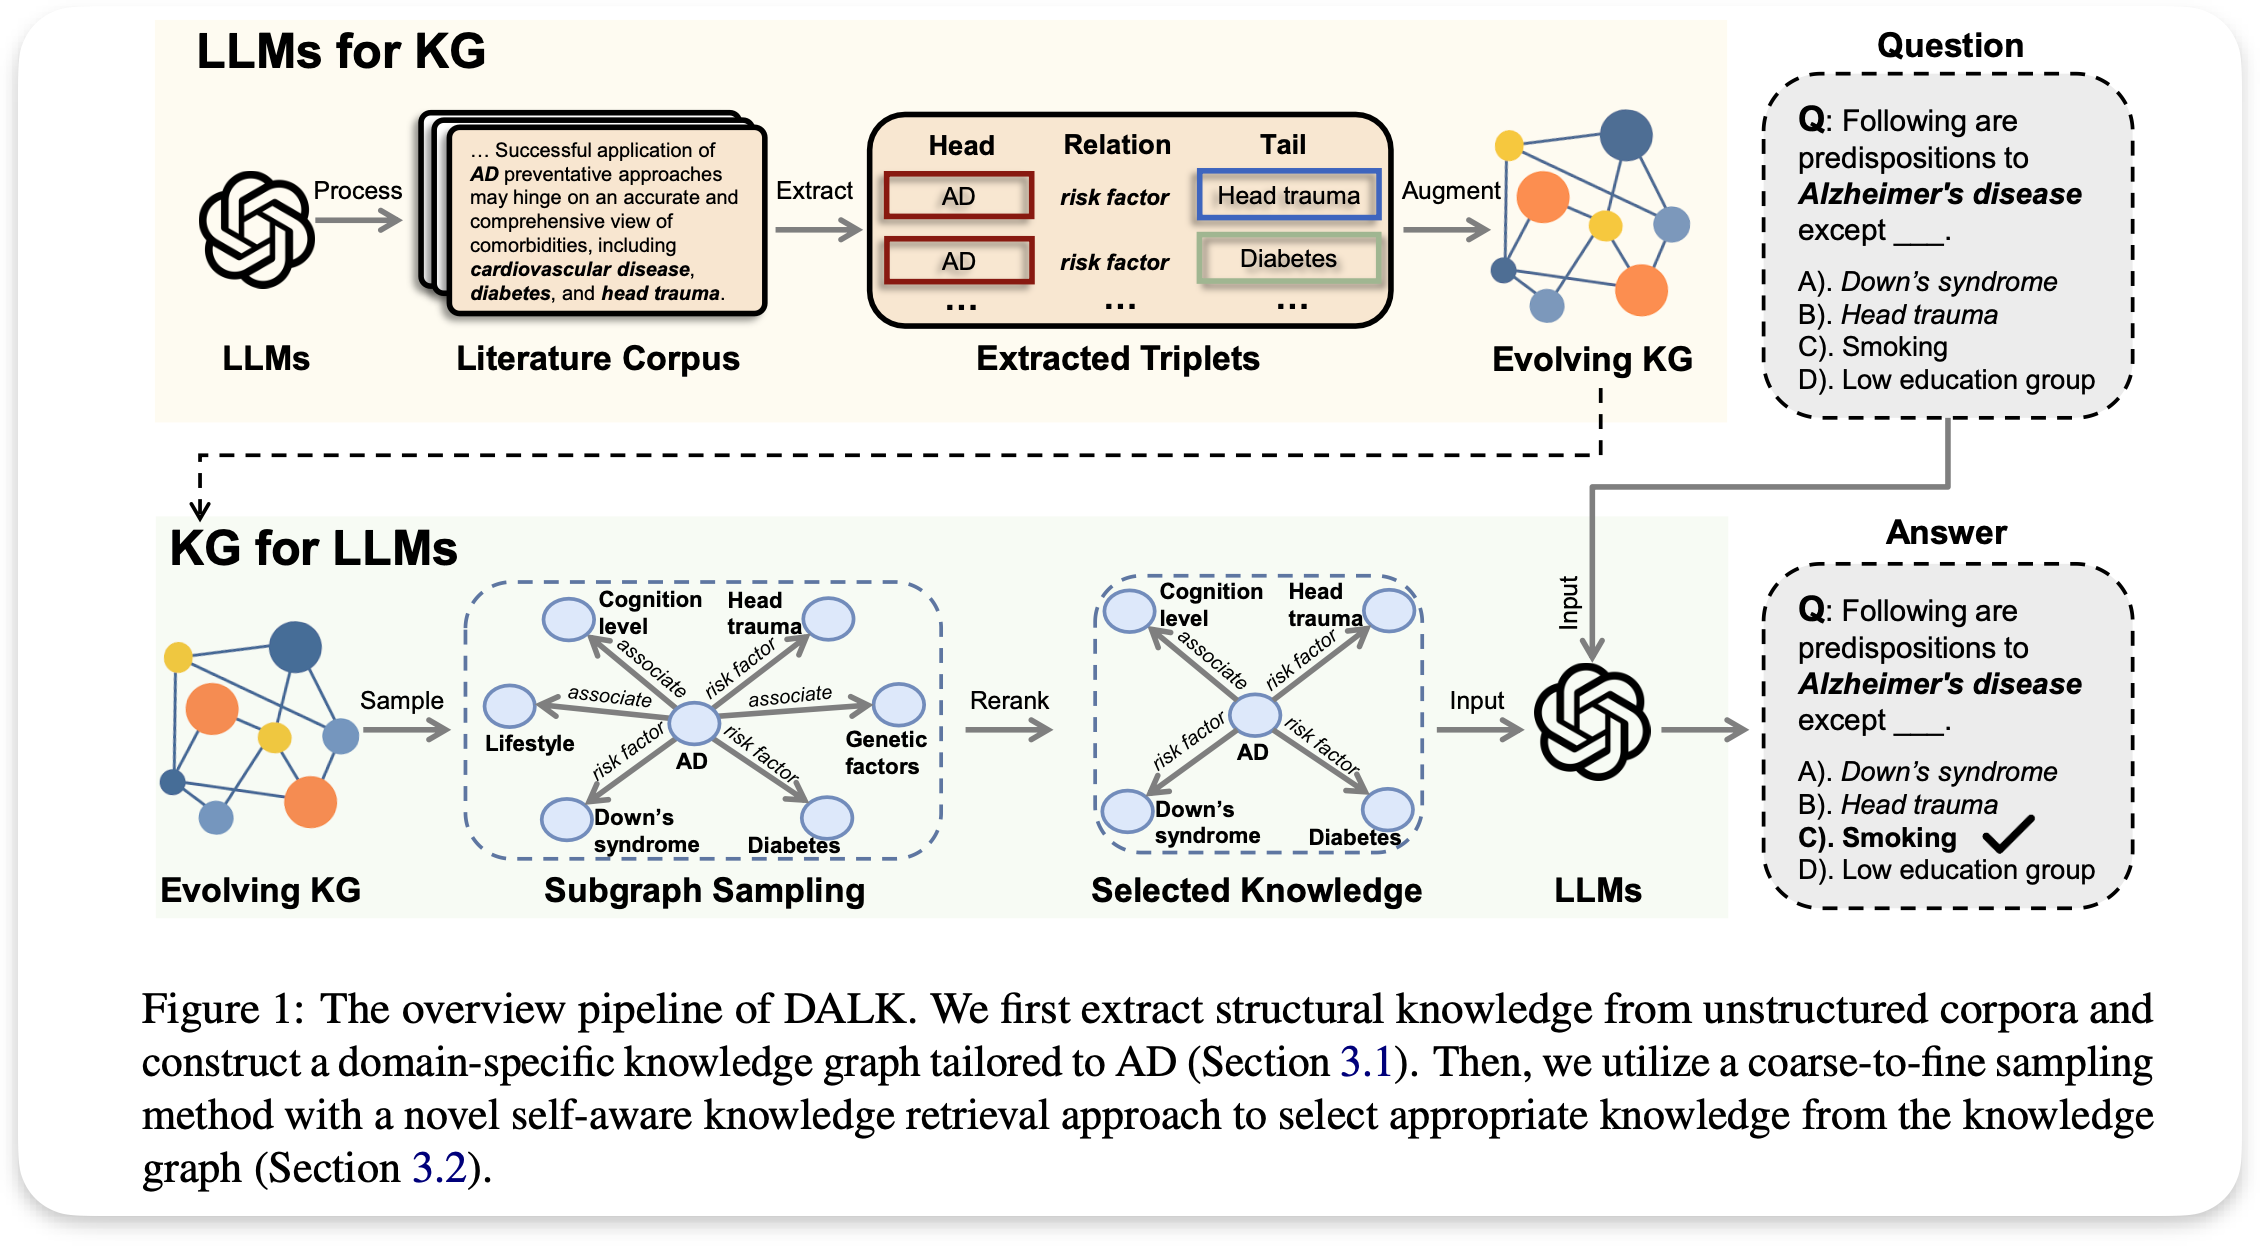 LLMs for KG
Process
LLMs
… Successful application of
AD preventative approaches
may hinge on an accurate and
comprehensive view of
comorbidities, including
cardiovascular disease,
diabetes, and head trauma.
Literature Corpus
Extract
Head Relation Tail
AD risk factor Head trauma
AD risk factor Diabetes
... ... ...
Extracted Triplets
Augment
Evolving KG
Question
Q: Following are
predispositions to
Alzheimer's disease
except ___.
A). Down’s syndrome
B). Head trauma
C). Smoking
D). Low education group
KG for LLMs
Evolving KG
Sample
Cognition
level
Head
trauma
associate
risk factor
associate
associate
Lifestyle
AD
Genetic
factors
risk factor
risk factor
Down’s
syndrome
Diabetes
Subgraph Sampling
Rerank
Cognition
level
Head
trauma
associate
risk factor
AD
risk factor
risk factor
Down’s
syndrome
Diabetes
Selected Knowledge
Input
Input
LLMs
Answer
Q: Following are
predispositions to
Alzheimer's disease
except ___.
A). Down’s syndrome
B). Head trauma
C). Smoking
D). Low education group
Figure 1: The overview pipeline of DALK. We first extract structural knowledge from unstructured corpora and
construct a domain-specific knowledge graph tailored to AD (Section 3.1). Then, we utilize a coarse-to-fine sampling
method with a novel self-aware knowledge retrieval approach to select appropriate knowledge from the knowledge
graph (Section 3.2).